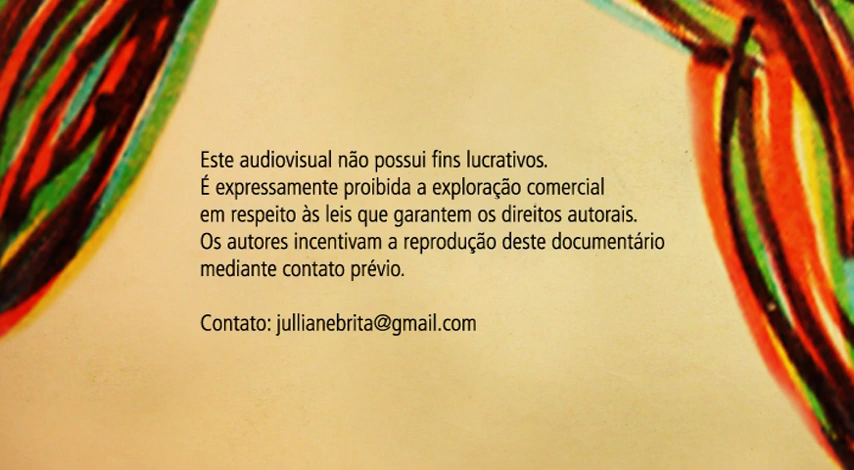 Este audiovisual não possui fins lucrativos.
É expressamente proibida a exploração comercial
em respeito às leis que garantem os direitos autorais.
Os autores incentivam a reprodução deste documentário
mediante contato prévio.
Contato: jullianebrita@gmail.com